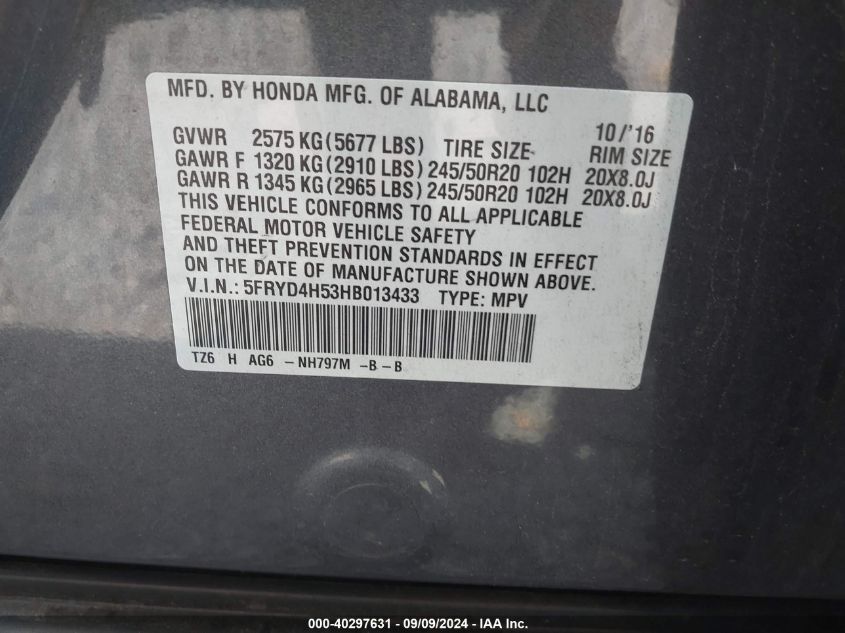 MFD. BY HONDA MFG. OF ALABAMA, LLC
10/'16
GVWR 2575 KG(5677 LBS) TIRE SIZE RIM SIZE
GAWR F 1320 KG(2910 LBS) 245/50R20 102H 20X8.0J
GAWR R 1345 KG(2965 LBS) 245/50R20 102H 20X8.0J
THIS VEHICLE CONFORMS TO ALL APPLICABLE
FEDERAL MOTOR VEHICLE SAFETY
AND THEFT PREVENTION STANDARDS IN EFFECT
ON THE DATE OF MANUFACTURE SHOWN ABOVE.
V.I.N.: 5FRYD4H53HB013433 TYPE: MPV
TZ6 H AG6 -NH797M -B-B
000-40297631 - 09/09/2024 - IAA Inc.